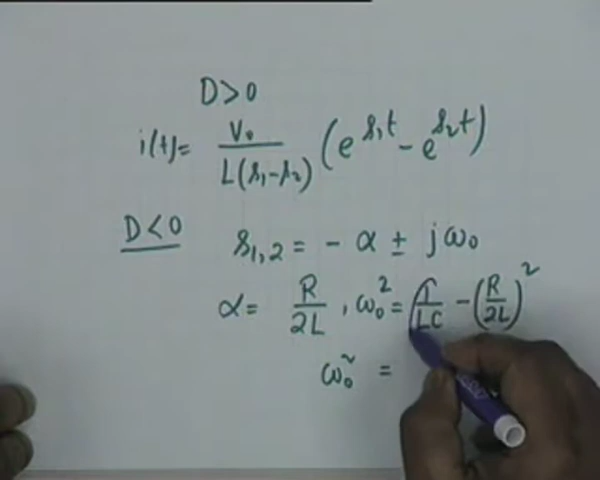 D>0
i(t)= V₀/L(s₁-s₂) (e^s₁t - e^s₂t)
D<0 s₁,₂ = - α ± jω₀
α = R/2L , ω₀² = (1/LC - (R/2L)²
ω₀² =